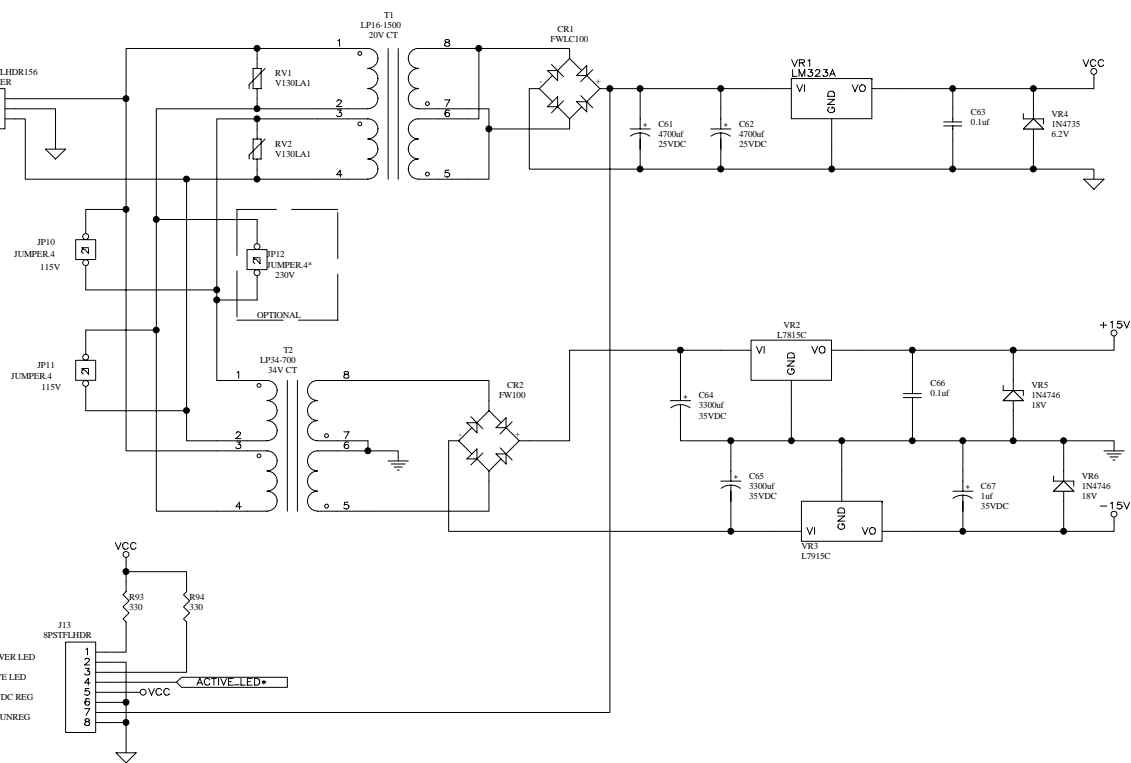 LHDR156
ER
T1
LP16-1500
20V CT
1
2
3
4
8
7
6
5
RV1
V130LA1
RV2
V130LA1
CR1
FWLC100
-
+
C61
4700uf
25VDC
+
C62
4700uf
25VDC
+
VR1
LM323A
VI
VO
GND
C63
0.1uf
VCC
VR4
1N4735
6.2V
JP10
JUMPER.4
115V
JP12
JUMPER.4*
230V
OPTIONAL
JP11
JUMPER.4
115V
T2
LP34-700
34V CT
1
2
3
4
8
7
6
5
CR2
FW100
-
+
VR2
L7815C
VI
VO
GND
+15V
C64
3300uf
35VDC
+
C66
0.1uf
VR5
1N4746
18V
C65
3300uf
35VDC
+
GND
VI
VO
VR3
L7915C
C67
1uf
35VDC
+
VR6
1N4746
18V
-15V
VCC
R93
330
R94
330
J13
8PSTFLHDR
1
2
3
4
5
6
7
8
WER LED
E LED
DC REG
UNREG
ACTIVE_LED*
VCC